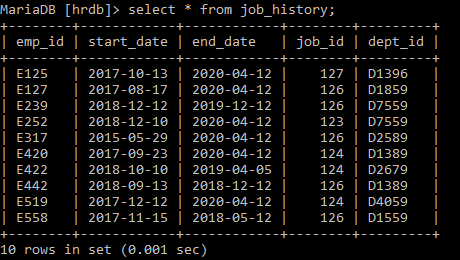 MariaDB [hrdb]> select * from job_history;
+--------+------------+------------+--------+---------+
| emp_id | start_date | end_date   | job_id | dept_id |
+--------+------------+------------+--------+---------+
| E125   | 2017-10-13 | 2020-04-12 |    127 | D1396   |
| E127   | 2017-08-17 | 2020-04-12 |    126 | D1859   |
| E239   | 2018-12-12 | 2019-12-12 |    126 | D7559   |
| E252   | 2018-12-10 | 2020-04-12 |    123 | D7559   |
| E317   | 2015-05-29 | 2020-04-12 |    126 | D2589   |
| E420   | 2017-09-23 | 2020-04-12 |    124 | D1389   |
| E422   | 2018-10-10 | 2019-04-05 |    124 | D2679   |
| E442   | 2018-09-13 | 2018-12-12 |    126 | D1389   |
| E519   | 2017-12-12 | 2020-04-12 |    124 | D4059   |
| E558   | 2017-11-15 | 2018-05-12 |    126 | D1559   |
+--------+------------+------------+--------+---------+
10 rows in set (0.001 sec)